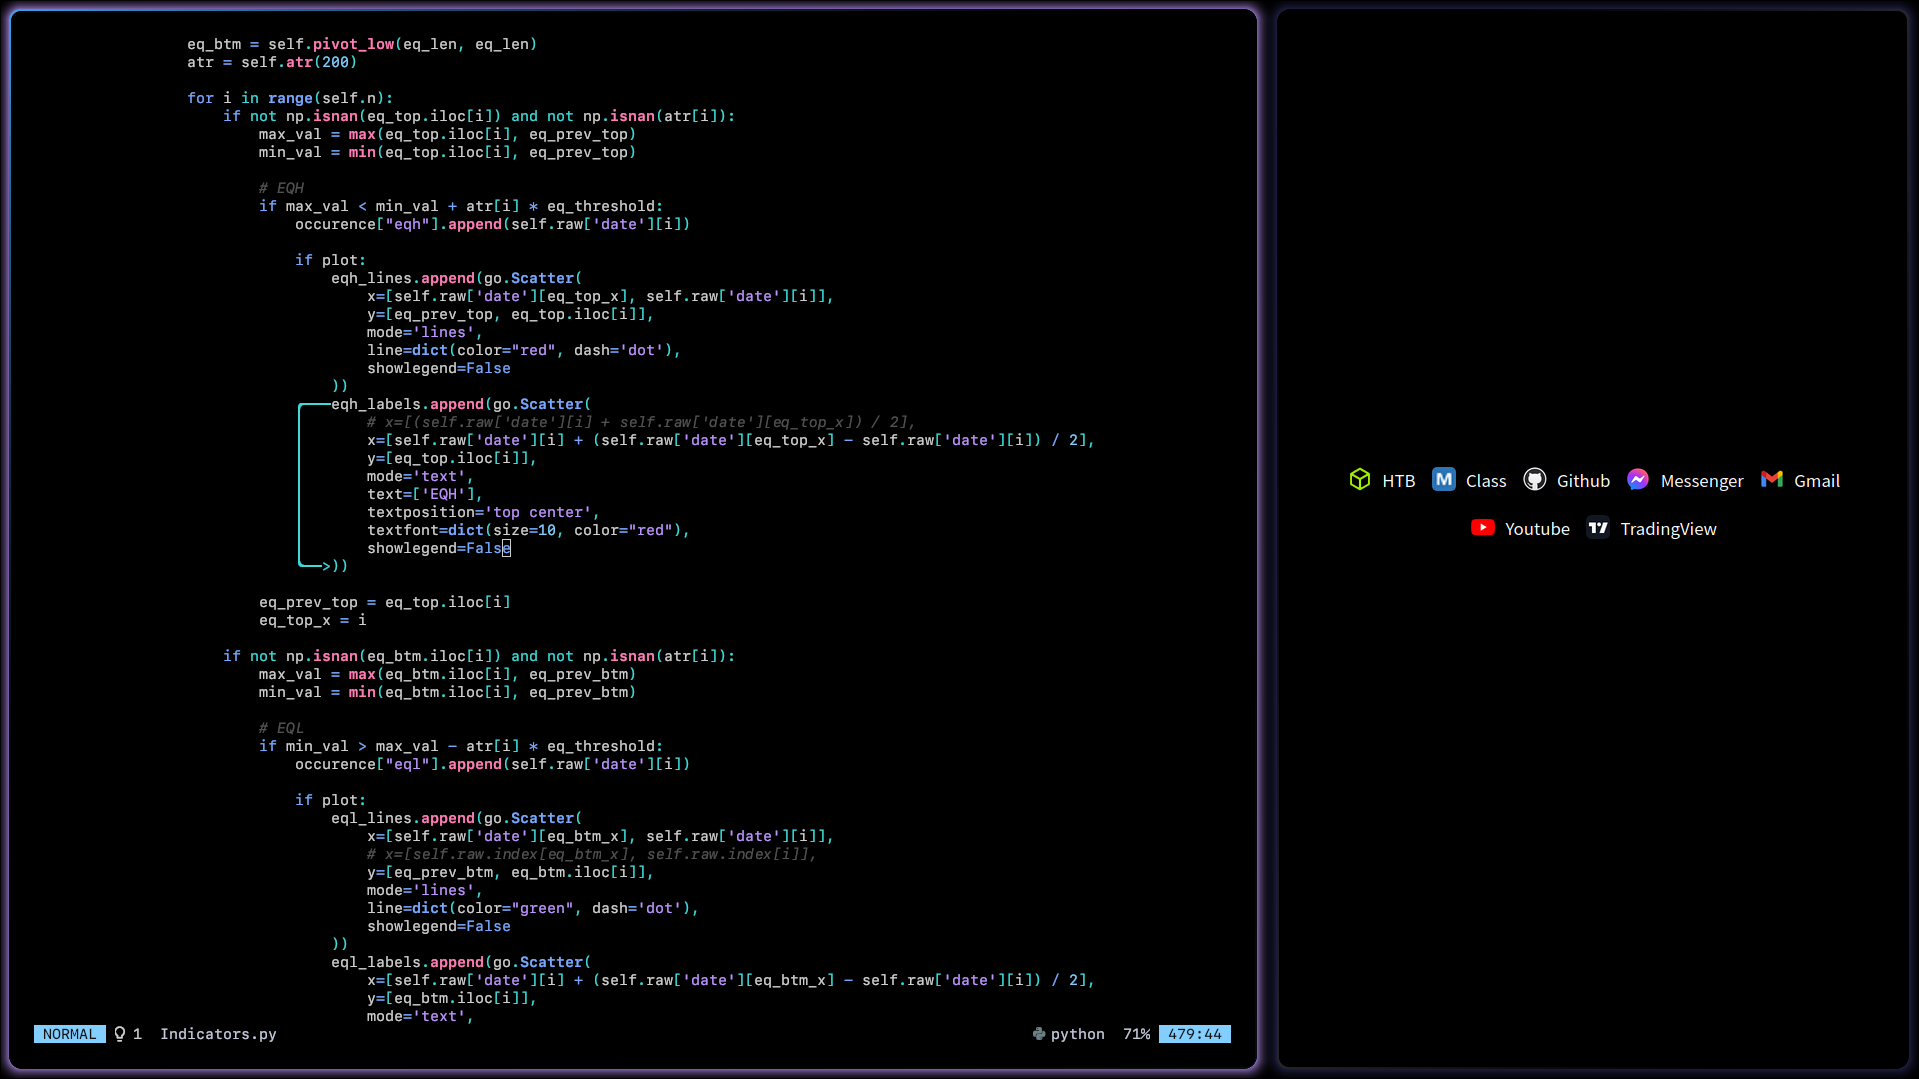 eq_btm = self.pivot_low(eq_len, eq_len)
atr = self.atr(200)
for i in range(self.n):
if not np.isnan(eq_top.iloc[i]) and not np.isnan(atr[i]):
max_val = max(eq_top.iloc[i], eq_prev_top)
min_val = min(eq_top.iloc[i], eq_prev_top)
# EQH
if max_val < min_val + atr[i] * eq_threshold:
occurence["eqh"].append(self.raw['date'][i])
if plot:
eqh_lines.append(go.Scatter(
x=[self.raw['date'][eq_top_x], self.raw['date'][i]],
y=[eq_prev_top, eq_top.iloc[i]],
mode='lines',
line=dict(color="red", dash='dot'),
showlegend=False
))
eqh_labels.append(go.Scatter(
# x=[(self.raw['date'][i] + self.raw['date'][eq_top_x]) / 2],
x=[self.raw['date'][i] + (self.raw['date'][eq_top_x] - self.raw['date'][i]) / 2],
y=[eq_top.iloc[i]],
mode='text',
text=['EQH'],
textposition='top center',
textfont=dict(size=10, color="red"),
showlegend=False
>))
eq_prev_top = eq_top.iloc[i]
eq_top_x = i
if not np.isnan(eq_btm.iloc[i]) and not np.isnan(atr[i]):
max_val = max(eq_btm.iloc[i], eq_prev_btm)
min_val = min(eq_btm.iloc[i], eq_prev_btm)
# EQL
if min_val > max_val - atr[i] * eq_threshold:
occurence["eql"].append(self.raw['date'][i])
if plot:
eql_lines.append(go.Scatter(
x=[self.raw['date'][eq_btm_x], self.raw['date'][i]],
# x=[self.raw.index[eq_btm_x], self.raw.index[i]],
y=[eq_prev_btm, eq_btm.iloc[i]],
mode='lines',
line=dict(color="green", dash='dot'),
showlegend=False
))
eql_labels.append(go.Scatter(
x=[self.raw['date'][i] + (self.raw['date'][eq_btm_x] - self.raw['date'][i]) / 2],
y=[eq_btm.iloc[i]],
mode='text',
NORMAL 1 Indicators.py python 71% 479:44
HTB M Class Github Messenger Gmail
Youtube TradingView